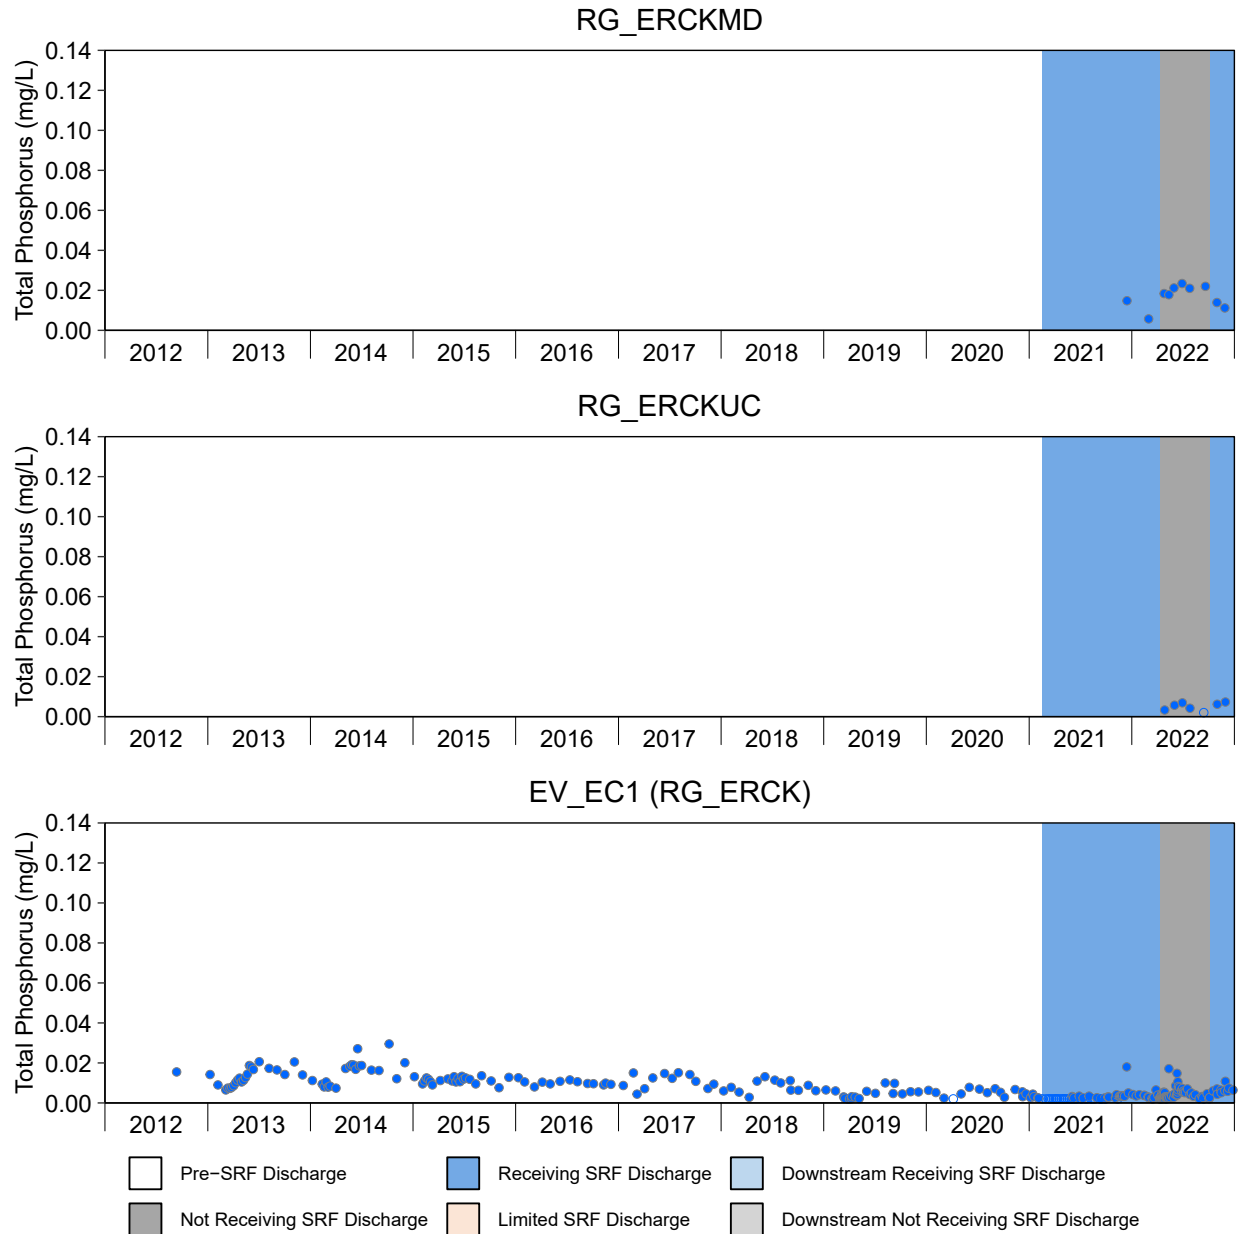 RG_ERCKMD
Total Phosphorus (mg/L)
0.14
0.12
0.10
0.08
0.06
0.04
0.02
0.00
2012 2013 2014 2015 2016 2017 2018 2019 2020 2021 2022
RG_ERCKUC
Total Phosphorus (mg/L)
0.14
0.12
0.10
0.08
0.06
0.04
0.02
0.00
2012 2013 2014 2015 2016 2017 2018 2019 2020 2021 2022
EV_EC1 (RG_ERCK)
Total Phosphorus (mg/L)
0.14
0.12
0.10
0.08
0.06
0.04
0.02
0.00
2012 2013 2014 2015 2016 2017 2018 2019 2020 2021 2022
Pre−SRF Discharge Receiving SRF Discharge Downstream Receiving SRF Discharge
Not Receiving SRF Discharge Limited SRF Discharge Downstream Not Receiving SRF Discharge